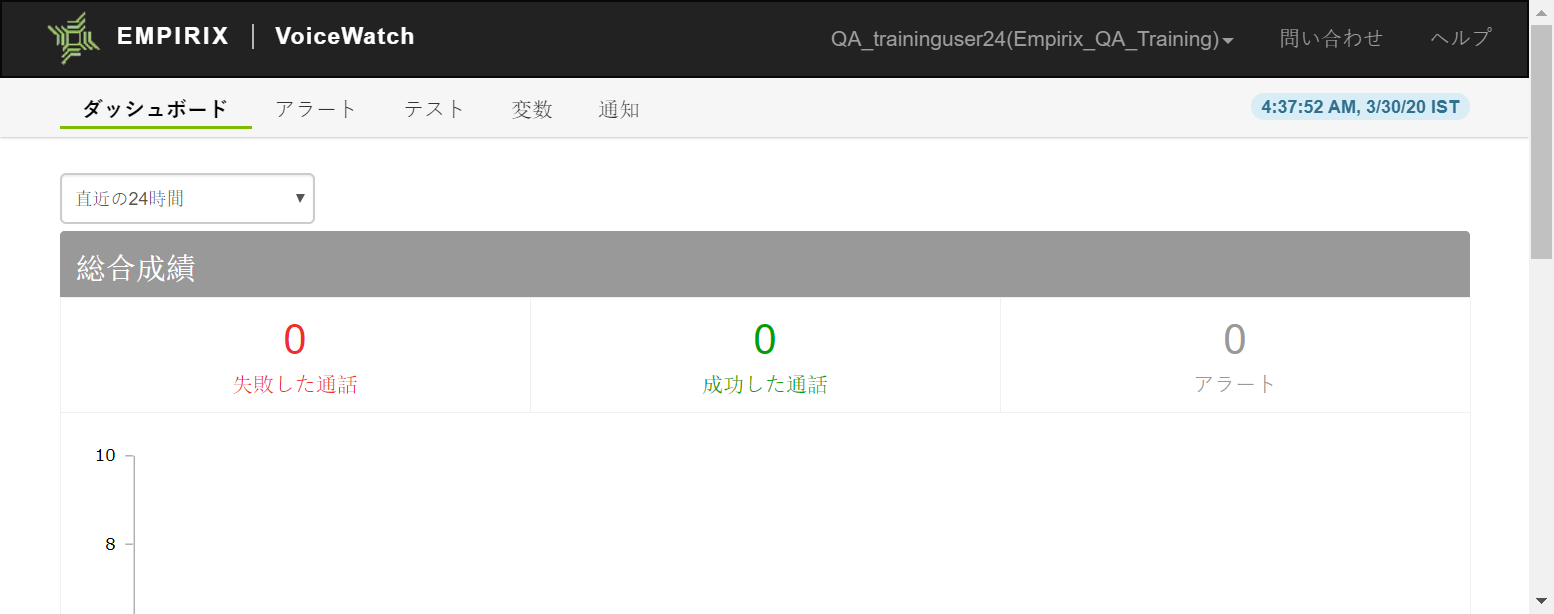 EMPIRIX | VoiceWatch QA_traininguser24(Empirix_QA_Training) 問い合わせ ヘルプ
ダッシュボード アラート テスト 変数 通知 4:37:52 AM, 3/30/20 IST
直近の24時間
総合成績
0 0 0
失敗した通話 成功した通話 アラート
10
8